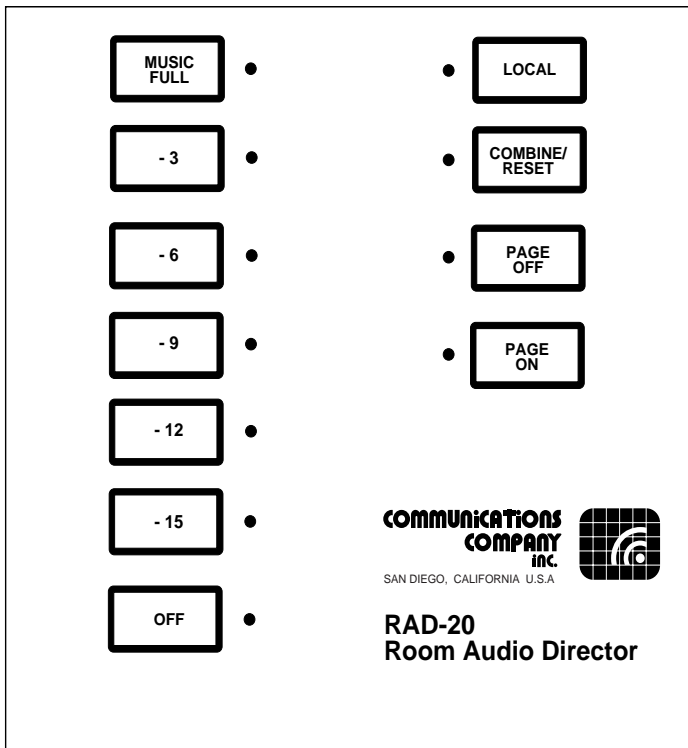 MUSIC
FULL
- 3
- 6
- 9
- 12
- 15
OFF
LOCAL
COMBINE/
RESET
PAGE
OFF
PAGE
ON
COMMUNiCATiONS
COMPANY
inc.
SAN DIEGO, CALIFORNIA U.S.A
RAD-20
Room Audio Director